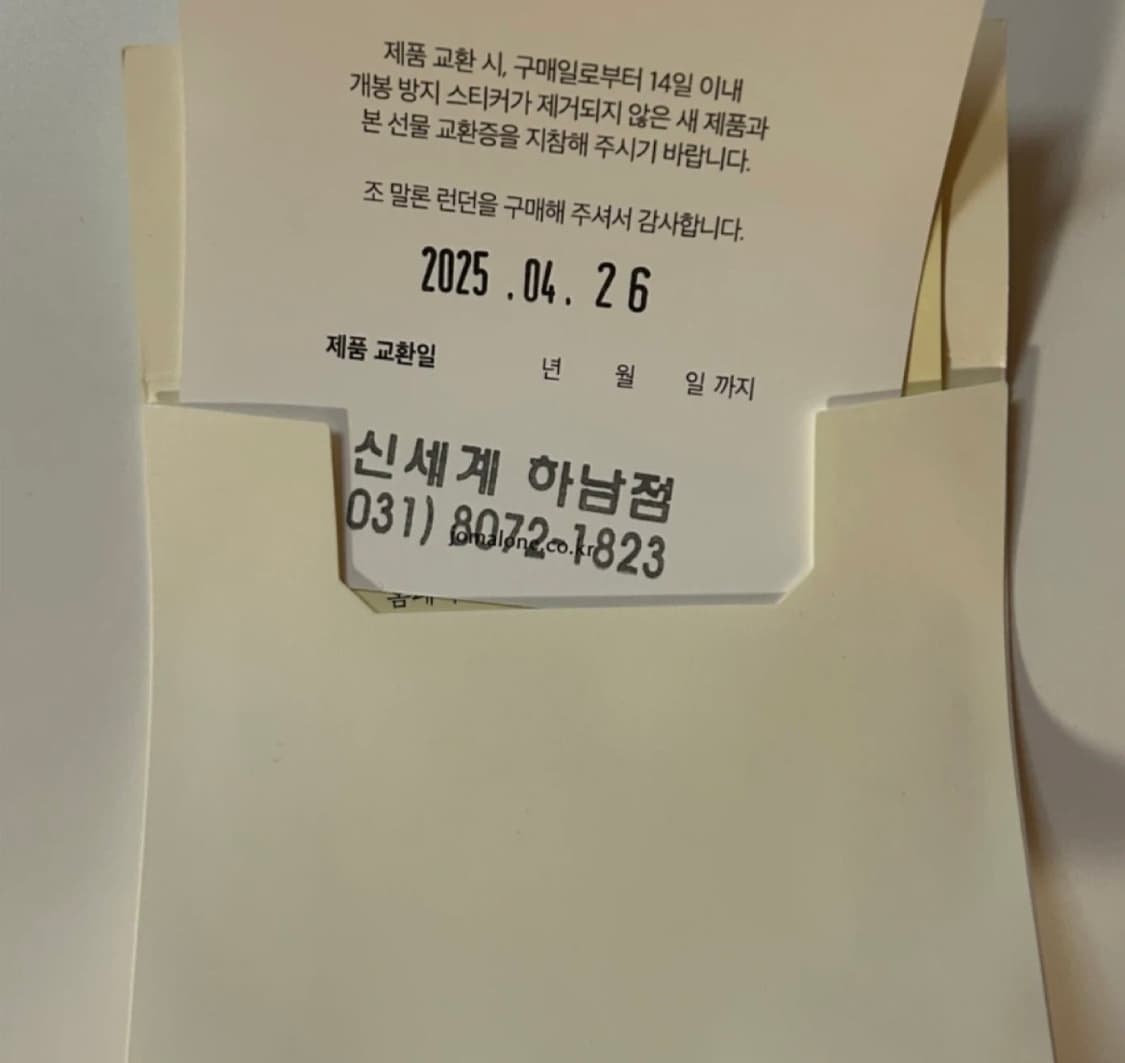 제품 교환 시, 구매일로부터 14일 이내
개봉 방지 스티커가 제거되지 않은 새 제품과
본 선물 교환증을 지참해 주시기 바랍니다.
조 말론 런던을 구매해 주셔서 감사합니다.
2025 .04. 26
제품 교환일 년 월 일 까지
신세계 하남점
031) 8072-1823
jomalone.co.kr